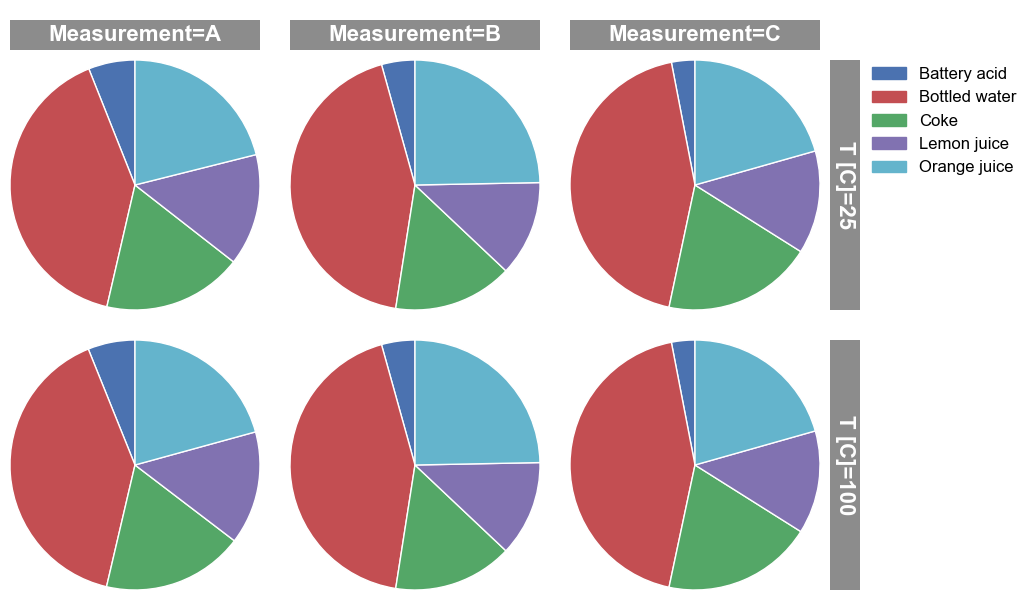 Measurement=A
Measurement=B
Measurement=C
T [C]=25
Battery acid
Bottled water
Coke
Lemon juice
Orange juice
T [C]=100